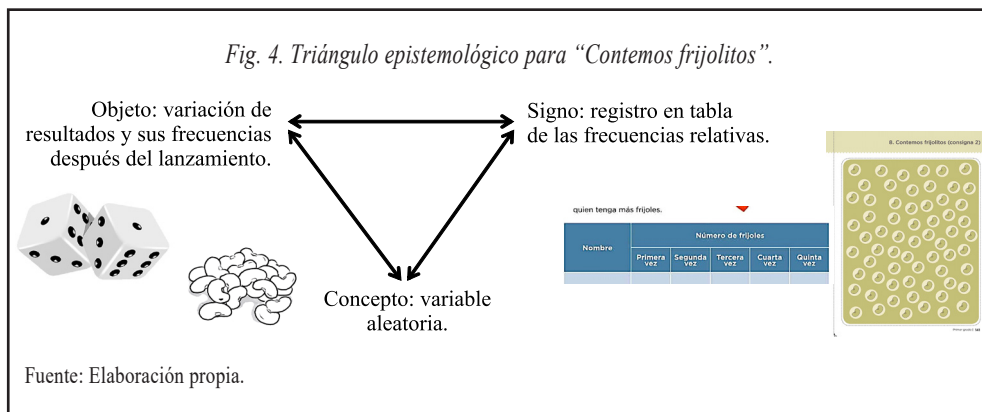 Fig. 4. Triángulo epistemológico para “Contemos frijolitos”.
Objeto: variación de
resultados y sus frecuencias
después del lanzamiento.
Signo: registro en tabla
de las frecuencias relativas.
8. Contemos frijolitos (consigna 2)
quien tenga más frijoles.
Nombre
Número de frijoles
Primera vez
Segunda vez
Tercera vez
Cuarta vez
Quinta vez
Concepto: variable
aleatoria.
Fuente: Elaboración propia.